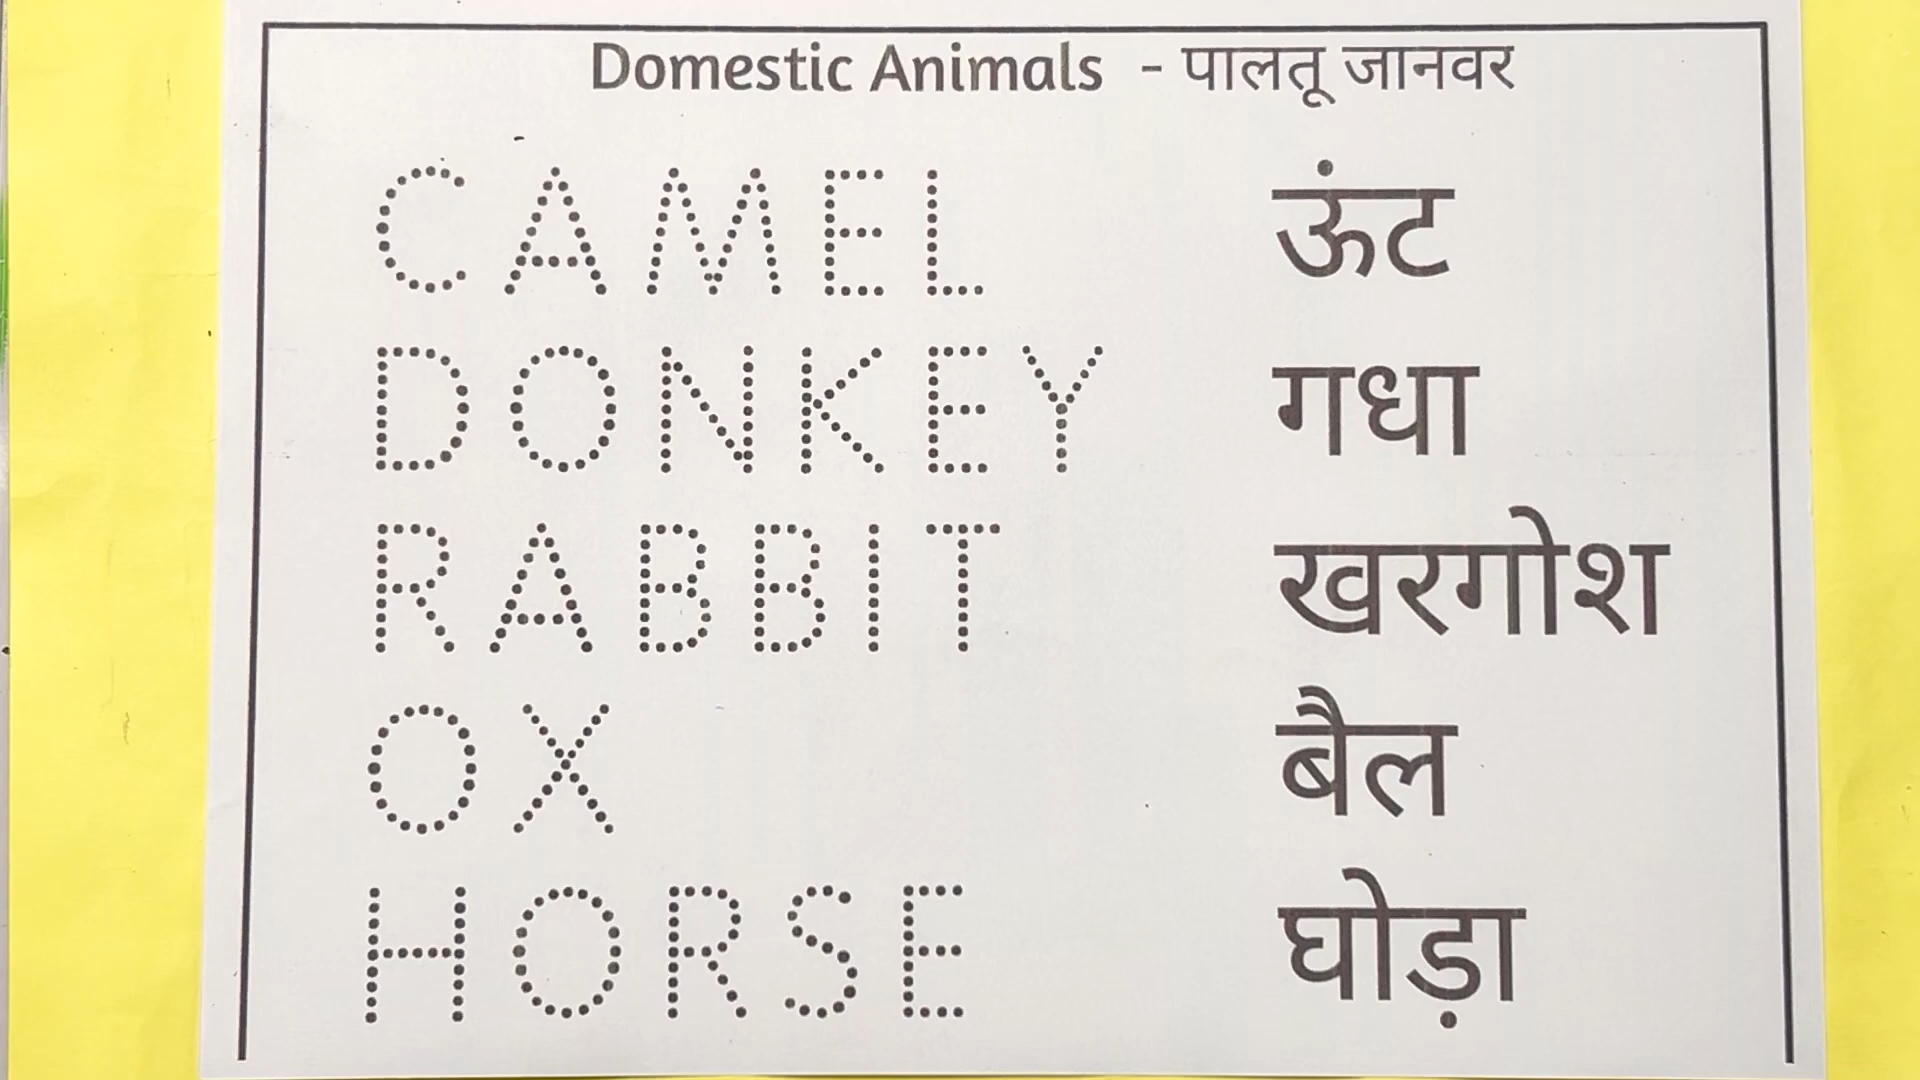 Domestic Animals - पालतू जानवर
CAMEL ऊंट
DONKEY गधा
RABBIT खरगोश
OX बैल
HORSE घोड़ा